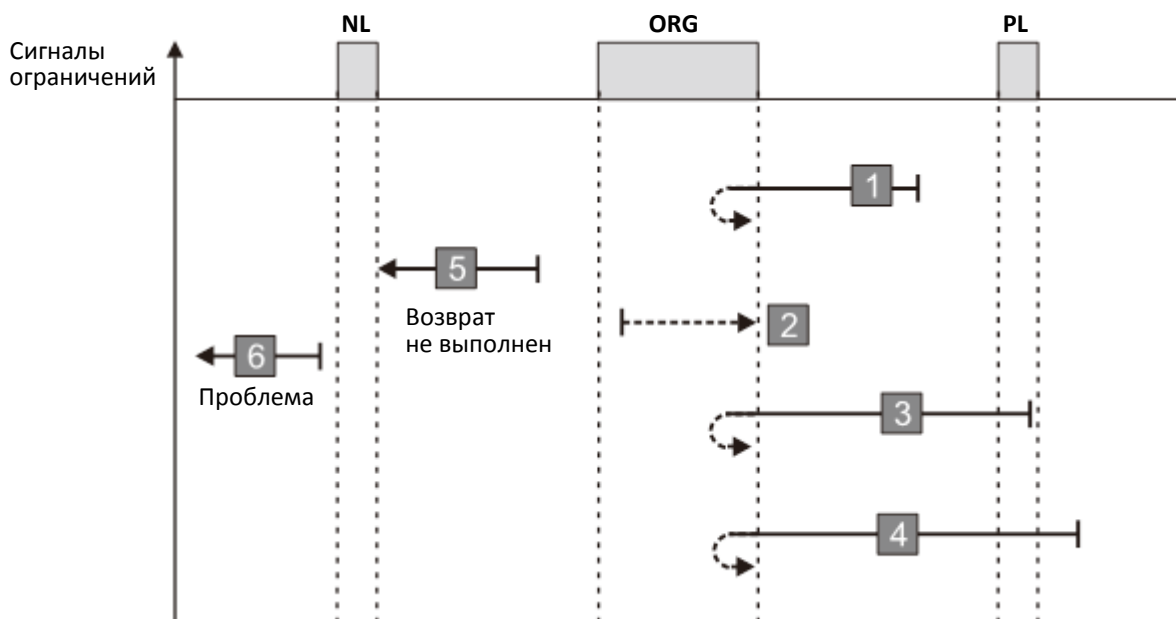 NL
ORG
PL
Сигналы
ограничений
1
5
Возврат
не выполнен
2
6
Проблема
3
4